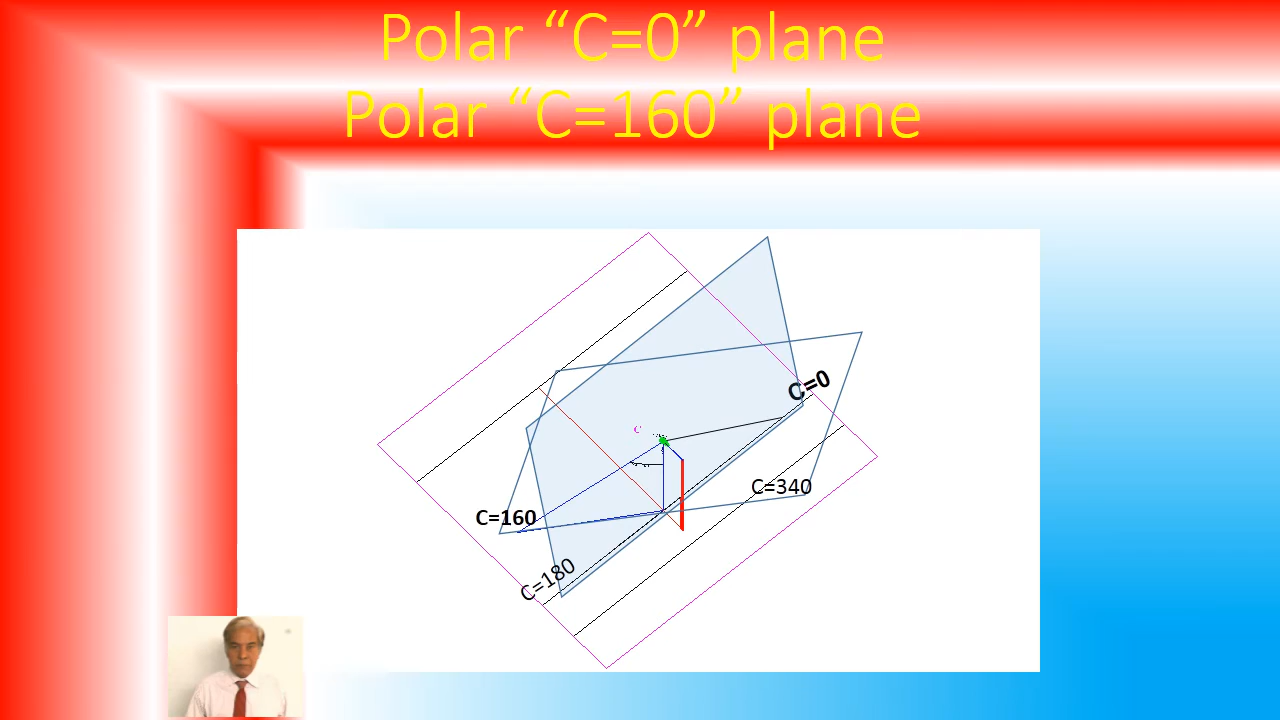 Polar “C=0” plane
Polar “C=160” plane
C=0
c
C=340
C=160
C=180